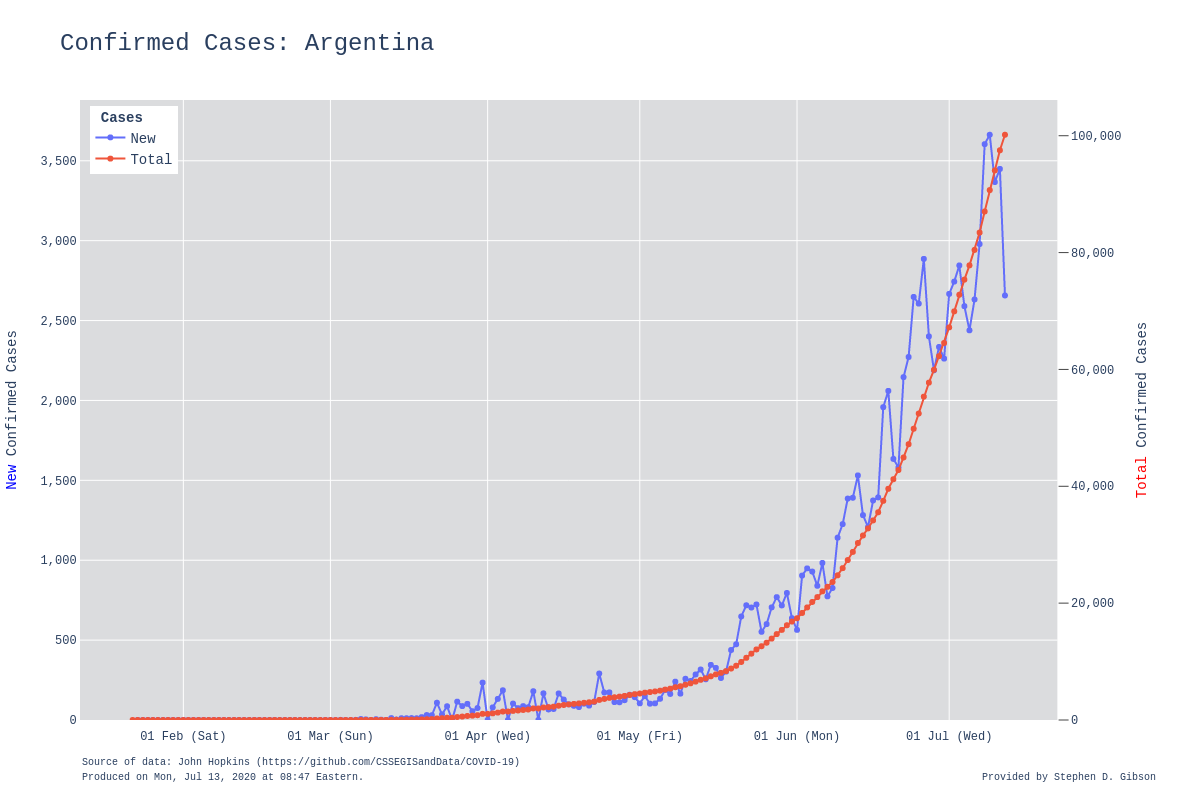 Confirmed Cases: Argentina
Cases
New
Total
3,500
3,000
2,500
2,000
1,500
1,000
500
0
100,000
80,000
60,000
40,000
20,000
0
New Confirmed Cases
Total Confirmed Cases
01 Feb (Sat)
01 Mar (Sun)
01 Apr (Wed)
01 May (Fri)
01 Jun (Mon)
01 Jul (Wed)
Source of data: John Hopkins (https://github.com/CSSEGISandData/COVID-19)
Produced on Mon, Jul 13, 2020 at 08:47 Eastern.
Provided by Stephen D. Gibson